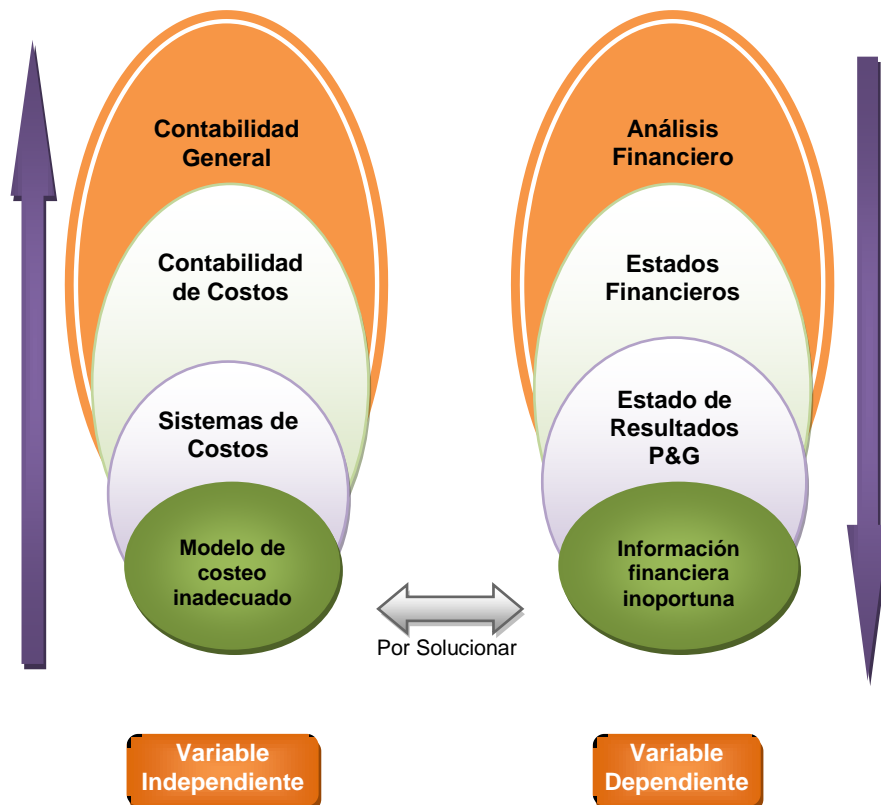 Contabilidad
General
Contabilidad
de Costos
Sistemas de
Costos
Modelo de
costeo
inadecuado
Análisis
Financiero
Estados
Financieros
Estado de
Resultados
P&G
Información
financiera
inoportuna
Por Solucionar
Variable
Independiente
Variable
Dependiente